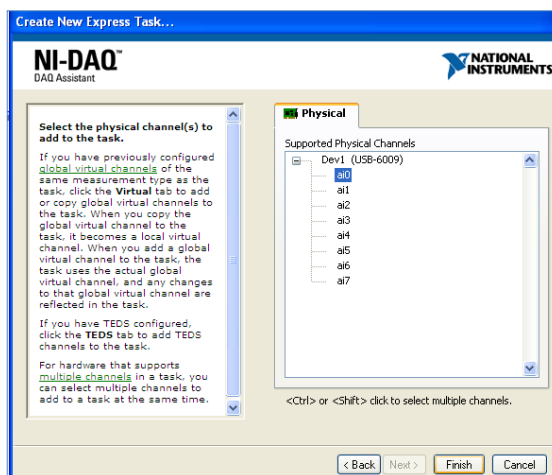 Create New Express Task...
NI-DAQ™
DAQ Assistant
NATIONAL
INSTRUMENTS
Select the physical channel(s) to
add to the task.
If you have previously configured
global virtual channels of the
same measurement type as the
task, click the Virtual tab to add
or copy global virtual channels to
the task. When you copy the
global virtual channel to the
task, it becomes a local virtual
channel. When you add a global
virtual channel to the task, the
task uses the actual global
virtual channel, and any changes
to that global virtual channel are
reflected in the task.
If you have TEDS configured,
click the TEDS tab to add TEDS
channels to the task.
For hardware that supports
multiple channels in a task, you
can select multiple channels to
add to a task at the same time.
Physical
Supported Physical Channels
Dev1 (USB-6009)
ai0
ai1
ai2
ai3
ai4
ai5
ai6
ai7
<Ctrl> or <Shift> click to select multiple channels.
< Back
Next >
Finish
Cancel